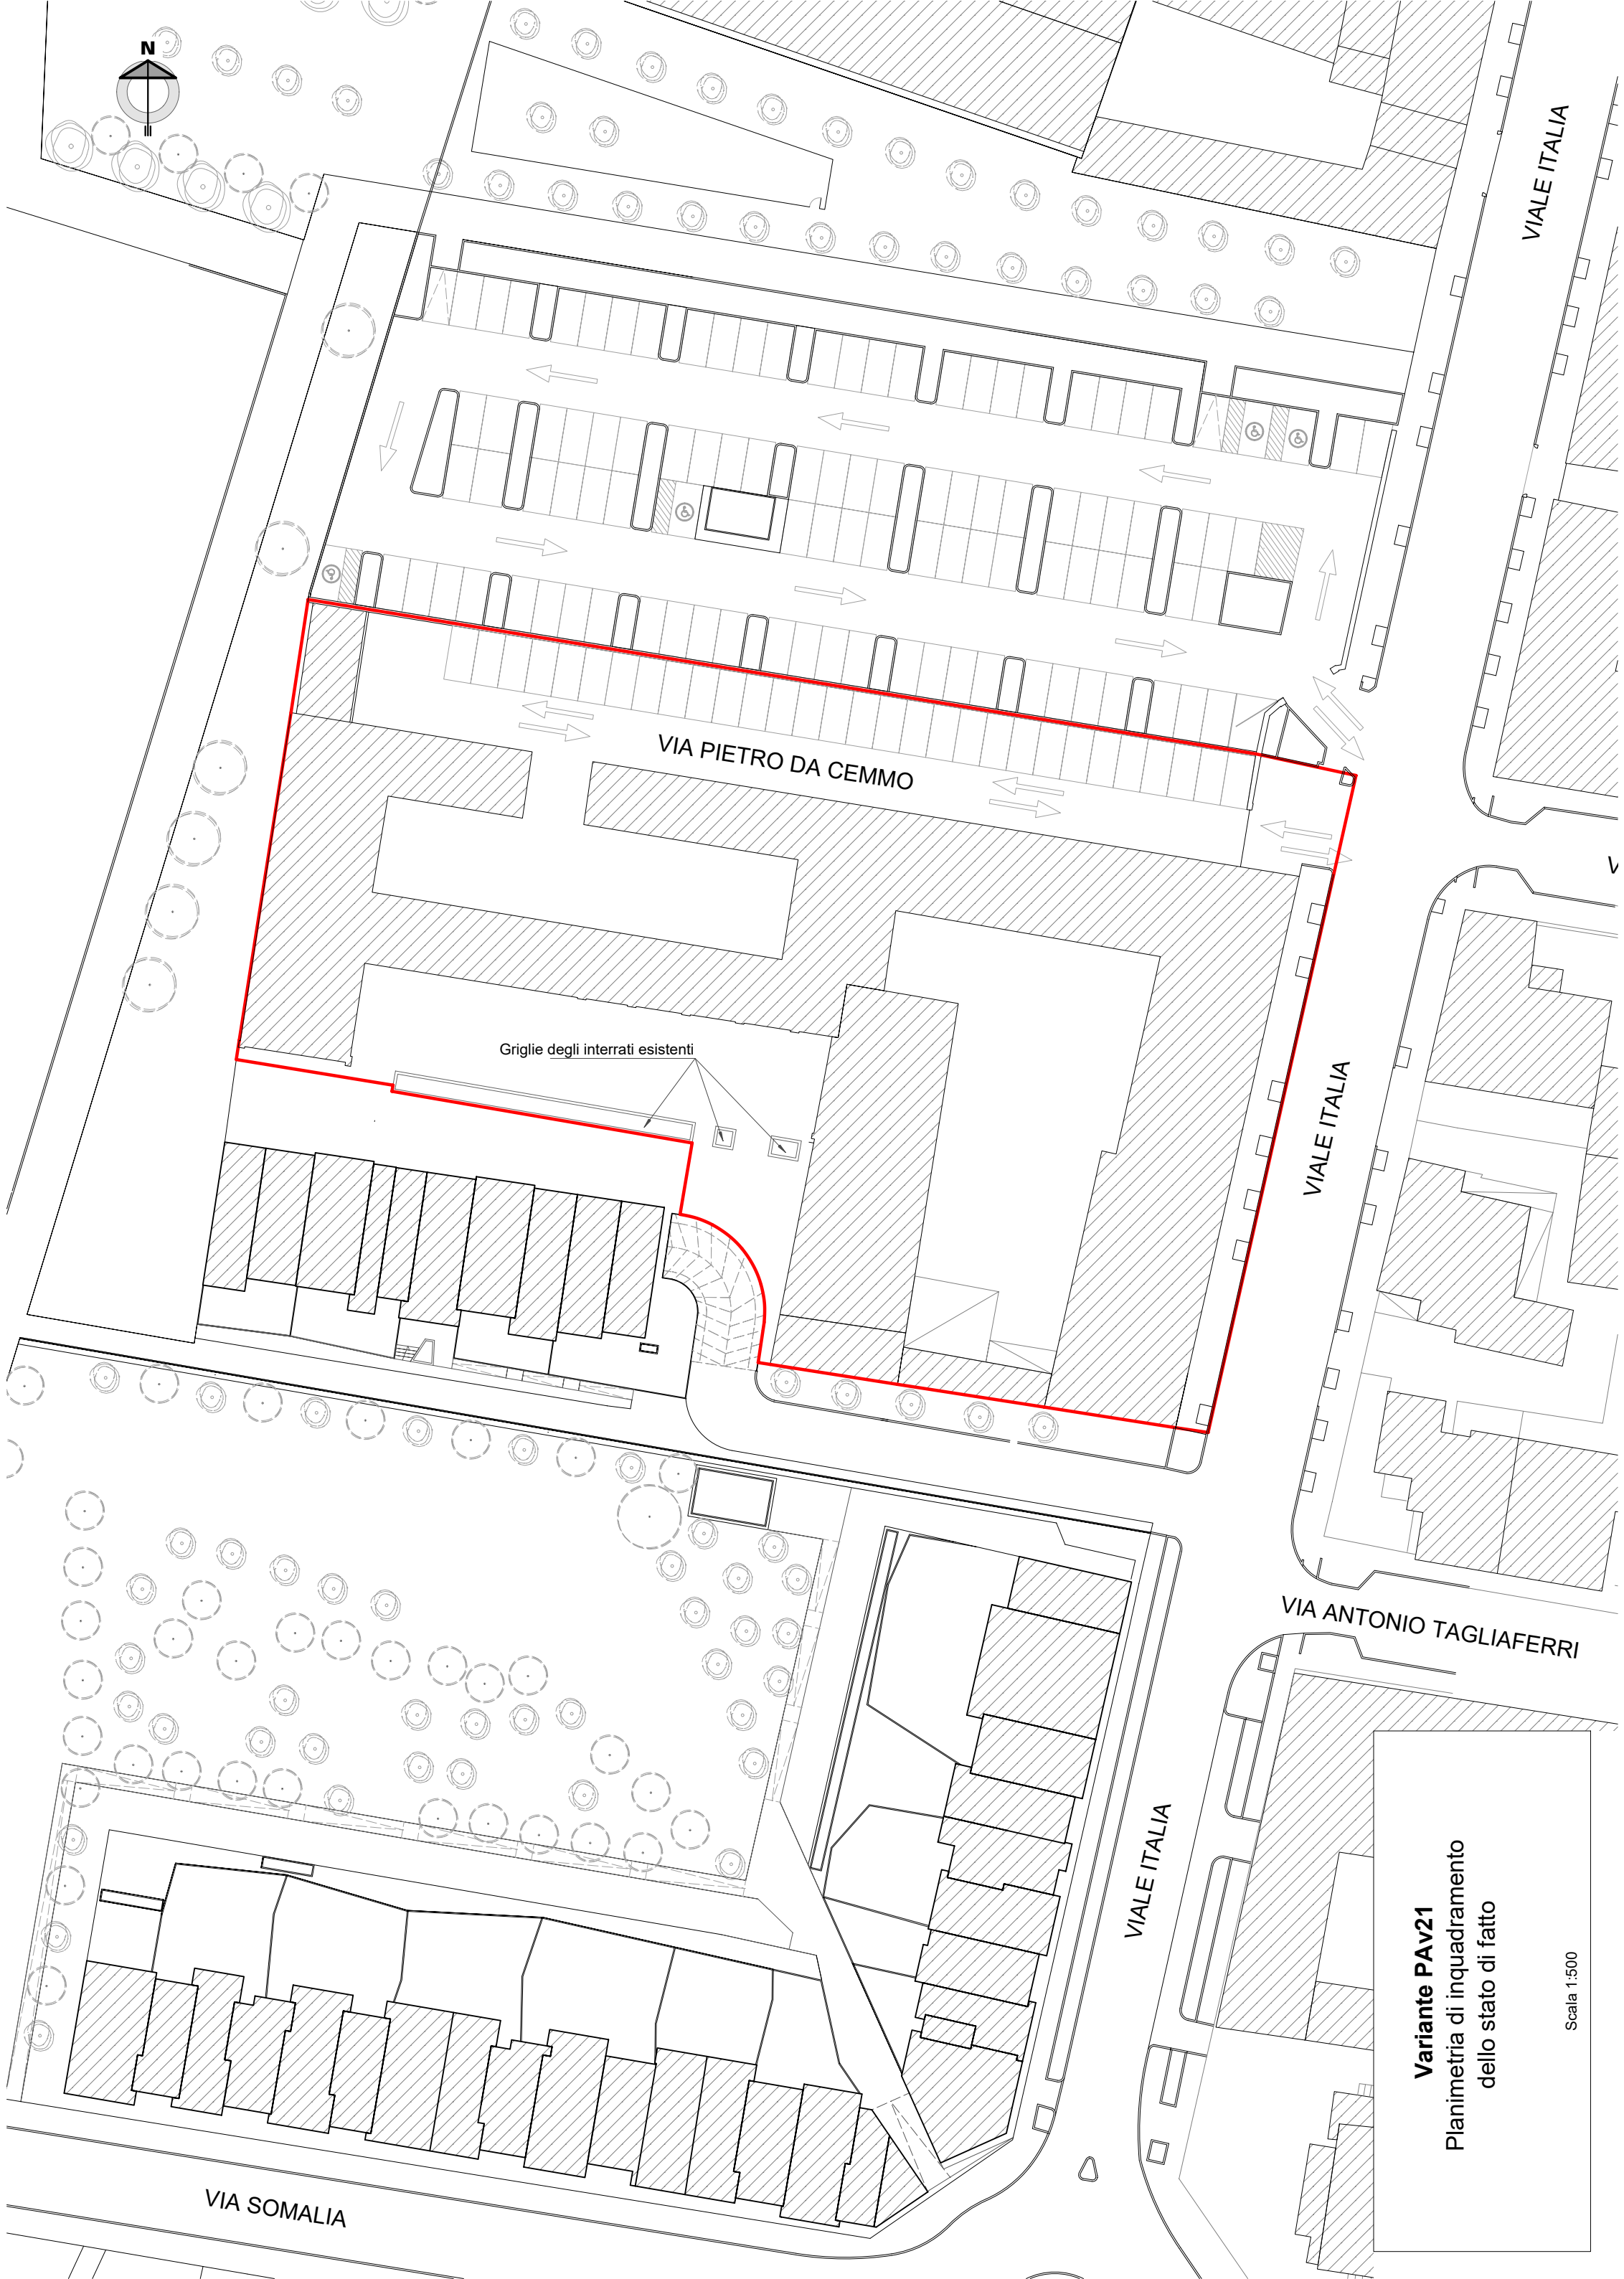 N
VIALE ITALIA
VIA PIETRO DA CEMMO
V
Griglie degli interrati esistenti
VIALE ITALIA
VIA ANTONIO TAGLIAFERRI
VIALE ITALIA
VIA SOMALIA
Variante PAv21
Planimetria di inquadramento
dello stato di fatto
Scala 1:500